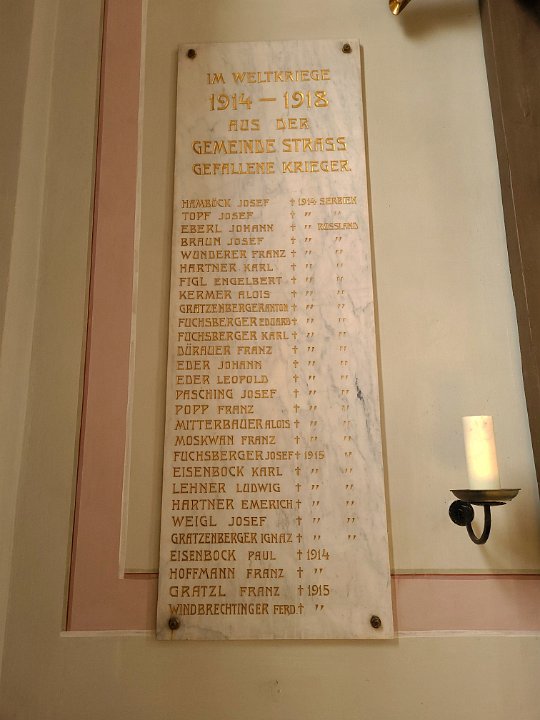 IM WELTKRIEGE
1914 – 1918
AUS DER
GEMEINDE STRASS
GEFALLENE KRIEGER.
HAMBÖCK JOSEF † 1914 SERBIEN
TOPF JOSEF † " "
EBERL JOHANN † " RUSSLAND
BRAUN JOSEF † " "
WUNDERER FRANZ † " "
HARTNER KARL † " "
FIGL ENGELBERT † " "
KERMER ALOIS † " "
GRATZENBERGER ANTON † " "
FUCHSBERGER EDUARD † " "
FUCHSBERGER KARL † " "
DÜRAUER FRANZ † " "
EDER JOHANN † " "
EDER LEOPOLD † " "
PASCHING JOSEF † " "
POPP FRANZ † " "
MITTERBAUER ALOIS † " "
MOSKWAN FRANZ † " "
FUCHSBERGER JOSEF † 1915 "
EISENBOCK KARL † " "
LEHNER LUDWIG † " "
HARTNER EMERICH † " "
WEIGL JOSEF † " "
GRATZENBERGER IGNAZ † " "
EISENBOCK PAUL † 1914
HOFFMANN FRANZ † "
GRATZL FRANZ † 1915
WINDBRECHTINGER FERD. † "